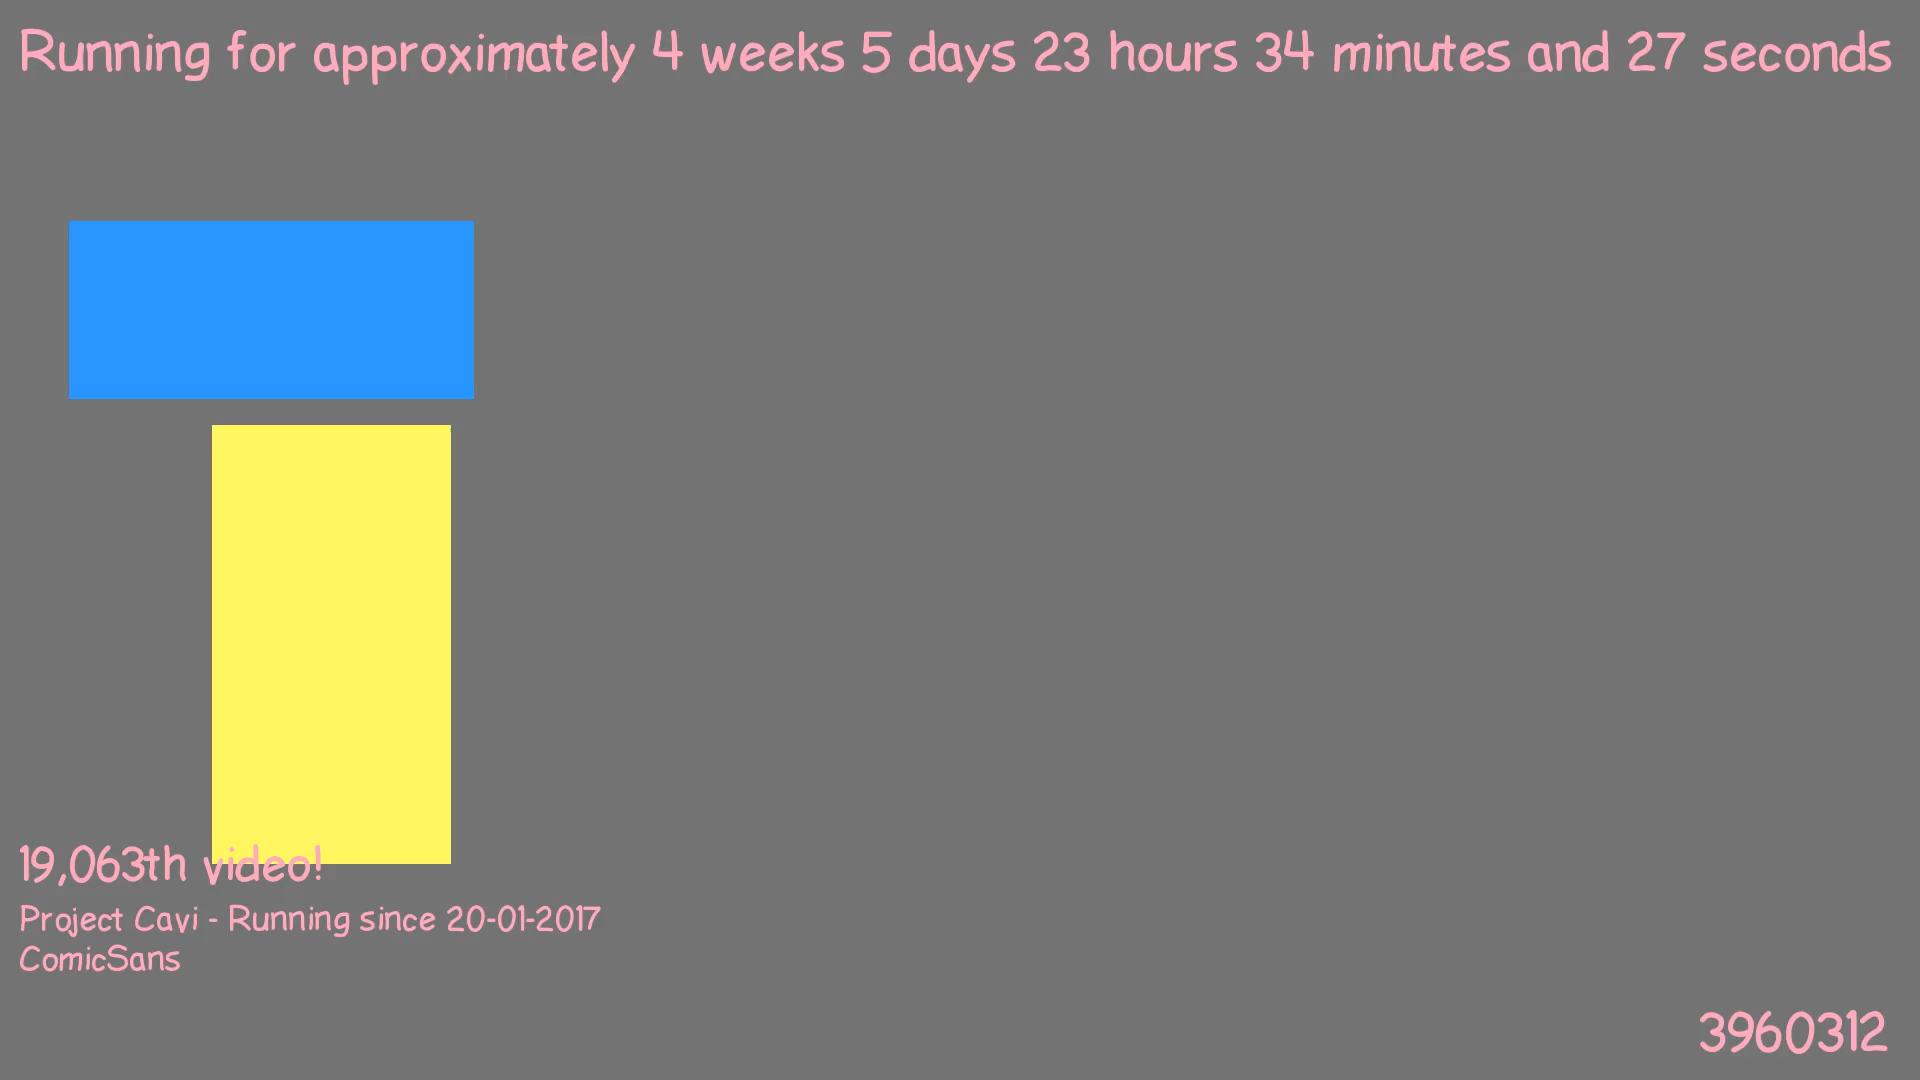 Running for approximately 4 weeks 5 days 23 hours 34 minutes and 27 seconds
19,063th video!
Project Cavi - Running since 20-01-2017
ComicSans
3960312